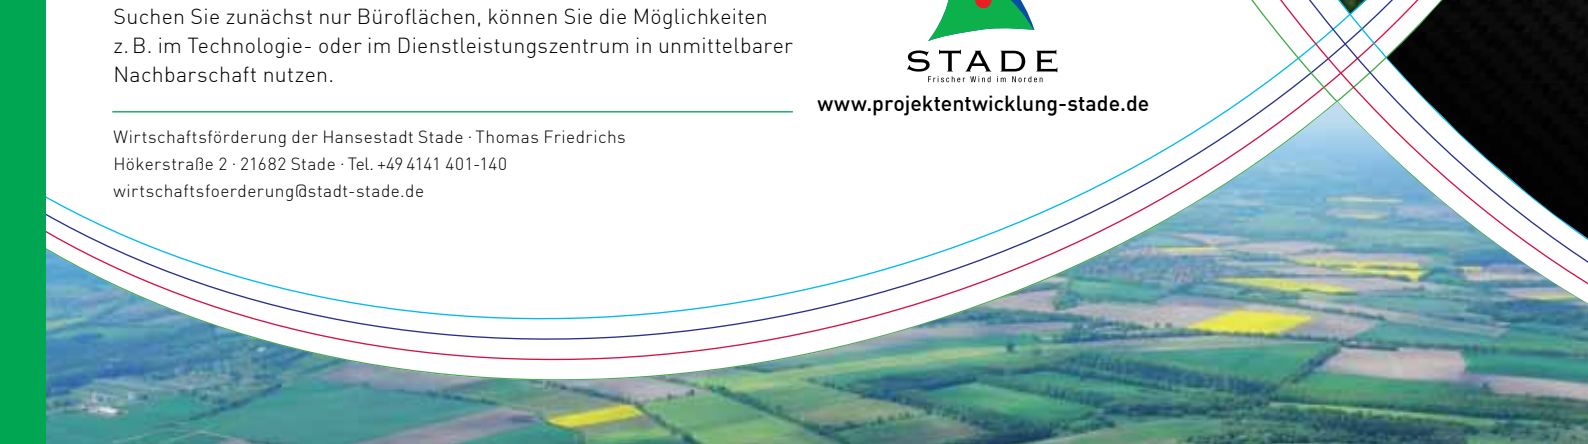 Suchen Sie zunächst nur Büroflächen, können Sie die Möglichkeiten
z. B. im Technologie- oder im Dienstleistungszentrum in unmittelbarer
Nachbarschaft nutzen.
Wirtschaftsförderung der Hansestadt Stade · Thomas Friedrichs
Hökerstraße 2 · 21682 Stade · Tel. +49 4141 401-140
wirtschaftsfoerderung@stadt-stade.de
STADE
Frischer Wind im Norden
www.projektentwicklung-stade.de